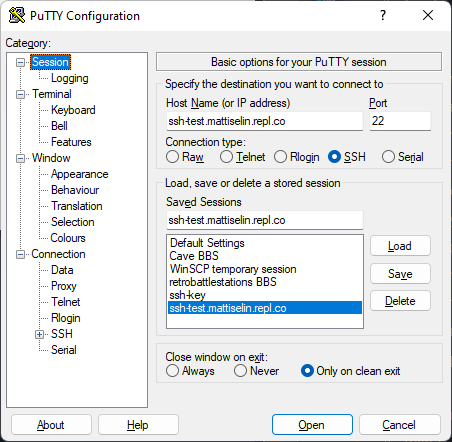 PuTTY Configuration
?
Category:
Session
Logging
Terminal
Keyboard
Bell
Features
Window
Appearance
Behaviour
Translation
Selection
Colours
Connection
Data
Proxy
Telnet
Rlogin
SSH
Serial
Basic options for your PuTTY session
Specify the destination you want to connect to
Host Name (or IP address) Port
ssh-test.mattiselin.repl.co 22
Connection type:
Raw Telnet Rlogin SSH Serial
Load, save or delete a stored session
Saved Sessions
ssh-test.mattiselin.repl.co
Default Settings
Cave BBS
WinSCP temporary session
retrobattlestations BBS
ssh-key
ssh-test.mattiselin.repl.co
Load
Save
Delete
Close window on exit:
Always Never Only on clean exit
About Help Open Cancel